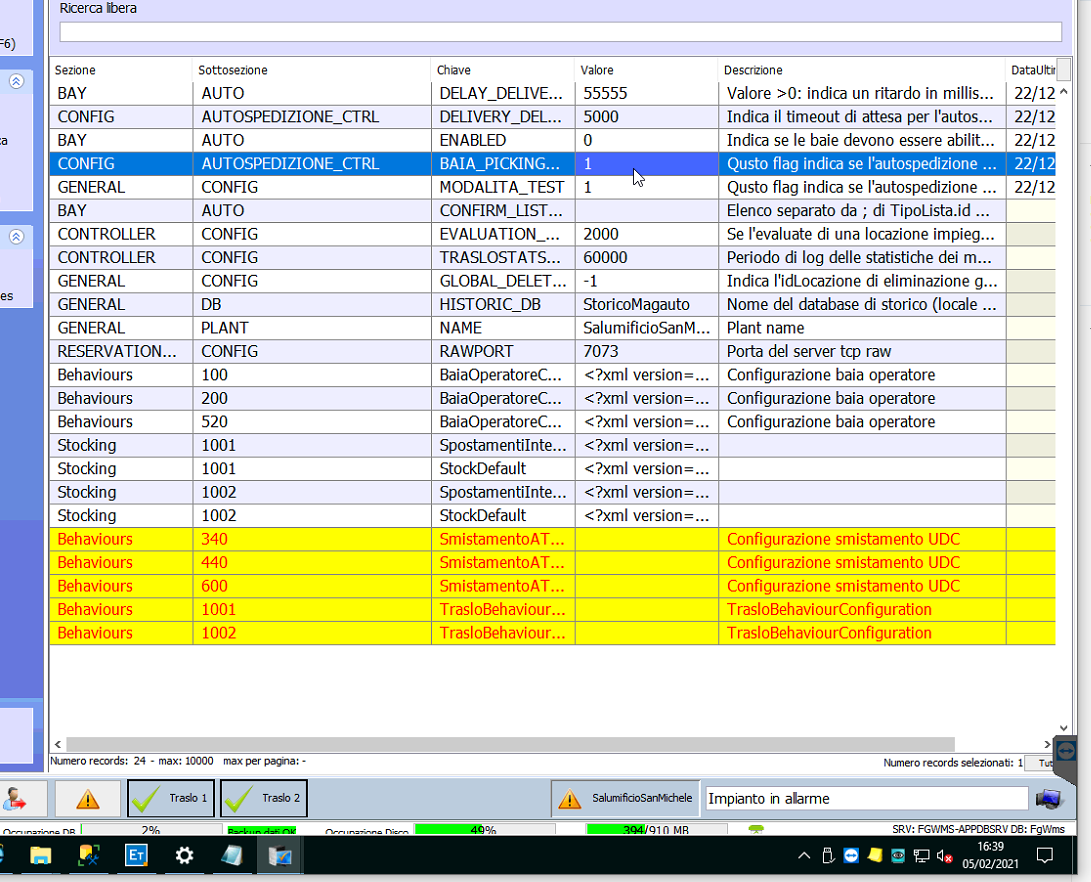 Ricerca libera
F6)
Sezione Sottosezione Chiave Valore Descrizione DataUltir
BAY AUTO DELAY_DELIVE... 55555 Valore >0: indica un ritardo in millis... 22/12
CONFIG AUTOSPEDIZIONE_CTRL DELIVERY_DEL... 5000 Indica il timeout di attesa per l'autos... 22/12
BAY AUTO ENABLED 0 Indica se le baie devono essere abilit... 22/12
CONFIG AUTOSPEDIZIONE_CTRL BAIA_PICKING... 1 Qusto flag indica se l'autospedizione ... 22/12
GENERAL CONFIG MODALITA_TEST 1 Qusto flag indica se l'autospedizione ... 22/12
BAY AUTO CONFIRM_LIST... Elenco separato da ; di TipoLista.id ...
CONTROLLER CONFIG EVALUATION_... 2000 Se l'evaluate di una locazione impieg...
CONTROLLER CONFIG TRASLOSTATS... 60000 Periodo di log delle statistiche dei m...
GENERAL CONFIG GLOBAL_DELET... -1 Indica l'idLocazione di eliminazione g...
GENERAL DB HISTORIC_DB StoricoMagauto Nome del database di storico (locale ...
GENERAL PLANT NAME SalumificioSanM... Plant name
RESERVATION... CONFIG RAWPORT 7073 Porta del server tcp raw
Behaviours 100 BaiaOperatoreC... <?xml version=... Configurazione baia operatore
Behaviours 200 BaiaOperatoreC... <?xml version=... Configurazione baia operatore
Behaviours 520 BaiaOperatoreC... <?xml version=... Configurazione baia operatore
Stocking 1001 SpostamentiInte... <?xml version=...
Stocking 1001 StockDefault <?xml version=...
Stocking 1002 SpostamentiInte... <?xml version=...
Stocking 1002 StockDefault <?xml version=...
Behaviours 340 SmistamentoAT... Configurazione smistamento UDC
Behaviours 440 SmistamentoAT... Configurazione smistamento UDC
Behaviours 600 SmistamentoAT... Configurazione smistamento UDC
Behaviours 1001 TrasloBehaviour... TrasloBehaviourConfiguration
Behaviours 1002 TrasloBehaviour... TrasloBehaviourConfiguration
Numero records: 24 - max: 10000 max per pagina: - Numero records selezionati: 1 Tut
Traslo 1 Traslo 2 SalumificioSanMichele Impianto in allarme
Occupazione DB 2% Backup dati OK Occupazione Disco 49% 394/910 MB SRV: FGWMS-APPDBSRV DB: FgWms
ET 16:39
05/02/2021